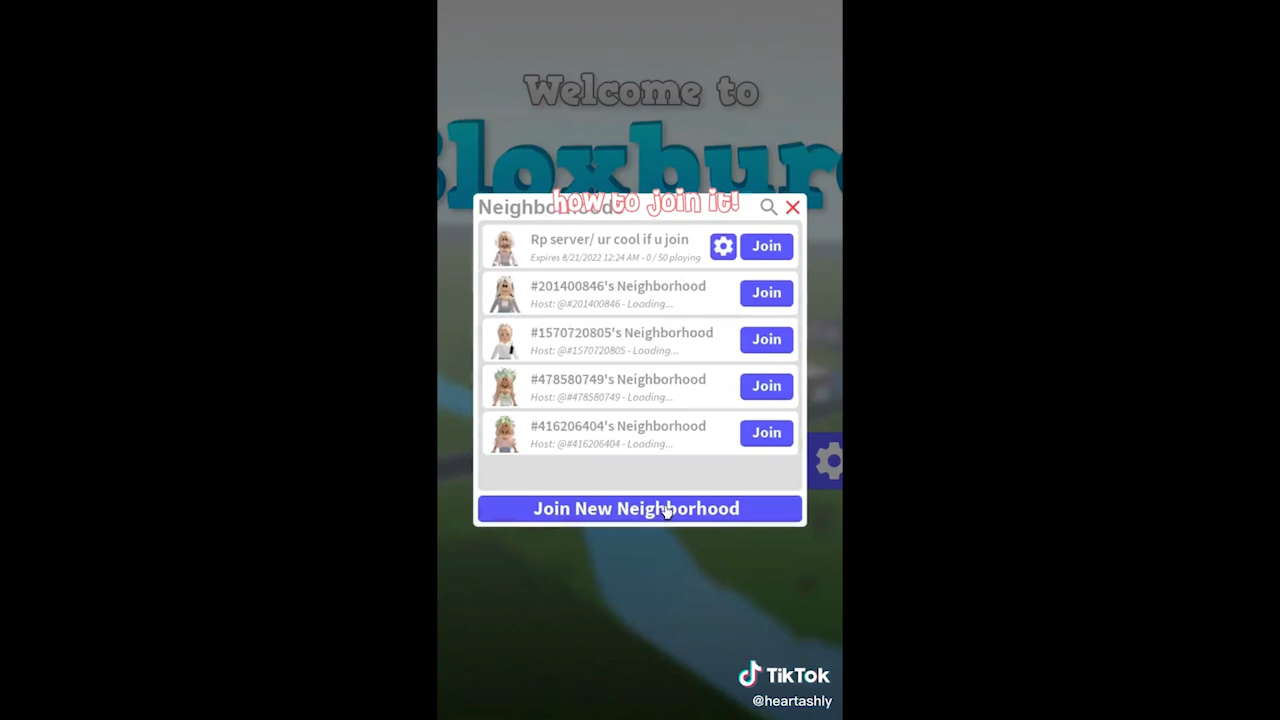 Welcome to
Bloxburg
how to join it!
Neighborhoods
Rp server/ ur cool if u join
Expires 8/21/2022 12:24 AM - 0 / 50 playing
Join
#201400846's Neighborhood
Host: @#201400846 - Loading...
Join
#1570720805's Neighborhood
Host: @#1570720805 - Loading...
Join
#478580749's Neighborhood
Host: @#478580749 - Loading...
Join
#416206404's Neighborhood
Host: @#416206404 - Loading...
Join
Join New Neighborhood
TikTok
@heartashly